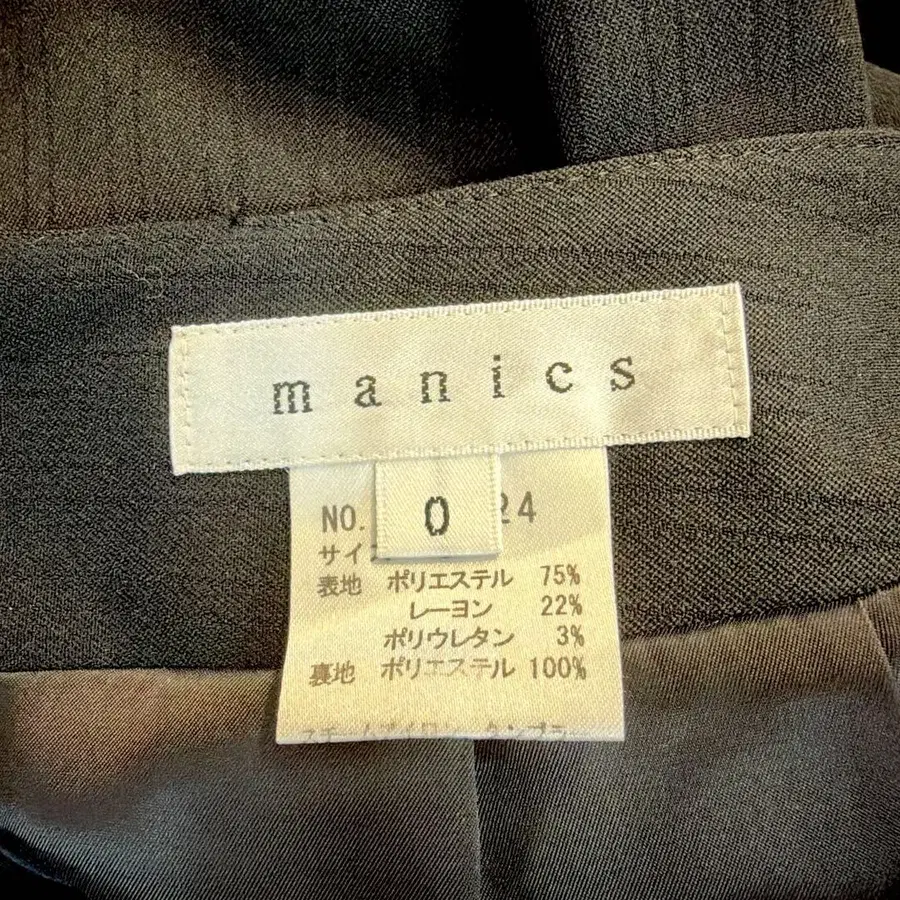 manics
0
NO. 24
サイズ
表地 ポリエステル 75%
レーヨン 22%
ポリウレタン 3%
裏地 ポリエステル 100%